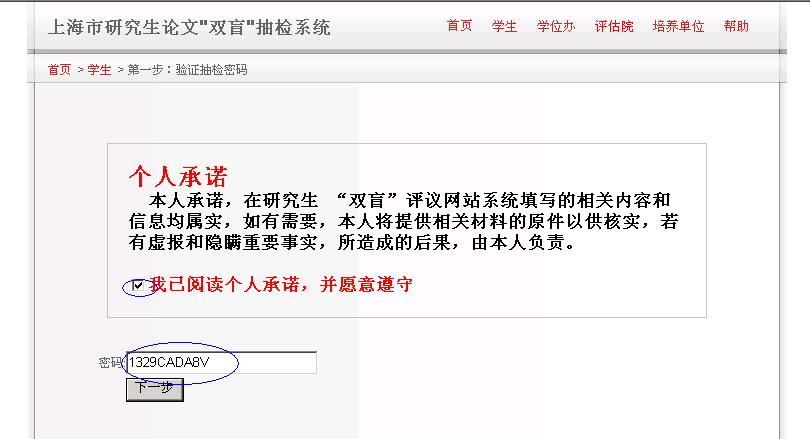 上海市研究生论文"双盲"抽检系统
首页 学生 学位办 评估院 培养单位 帮助
首页 > 学生 > 第一步：验证抽检密码
个人承诺
本人承诺，在研究生 “双盲”评议网站系统填写的相关内容和
信息均属实，如有需要，本人将提供相关材料的原件以供核实，若
有虚报和隐瞒重要事实，所造成的后果，由本人负责。
我已阅读个人承诺，并愿意遵守
密码 1329CADA8V
下一步